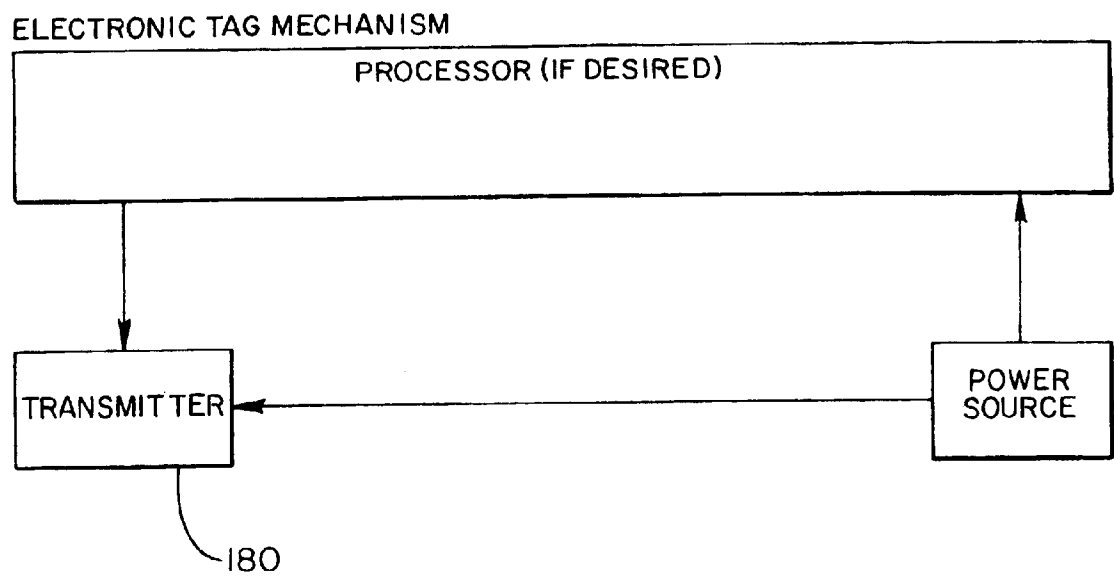 ELECTRONIC TAG MECHANISM
PROCESSOR (IF DESIRED)
TRANSMITTER
POWER
SOURCE
180